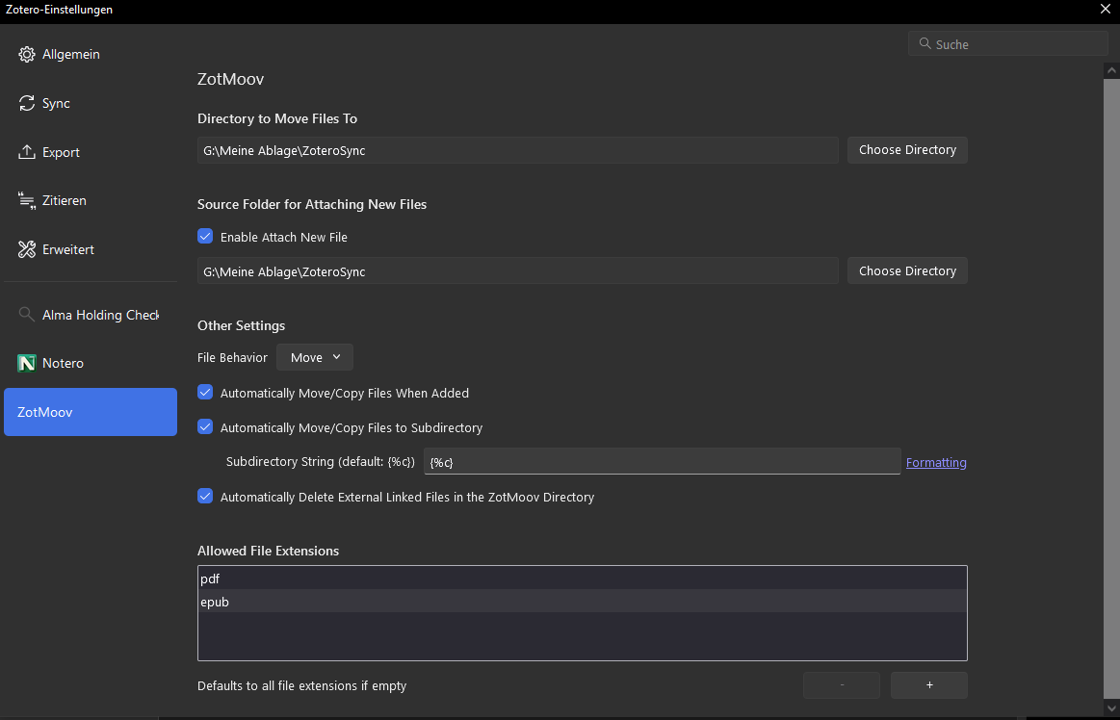 Zotero-Einstellungen
Suche
Allgemein
Sync
Export
Zitieren
Erweitert
Alma Holding Check
Notero
ZotMoov
ZotMoov
Directory to Move Files To
G:\Meine Ablage\ZoteroSync
Choose Directory
Source Folder for Attaching New Files
Enable Attach New File
G:\Meine Ablage\ZoteroSync
Choose Directory
Other Settings
File Behavior Move
Automatically Move/Copy Files When Added
Automatically Move/Copy Files to Subdirectory
Subdirectory String (default: {%c}) {%c} Formatting
Automatically Delete External Linked Files in the ZotMoov Directory
Allowed File Extensions
pdf
epub
Defaults to all file extensions if empty - +